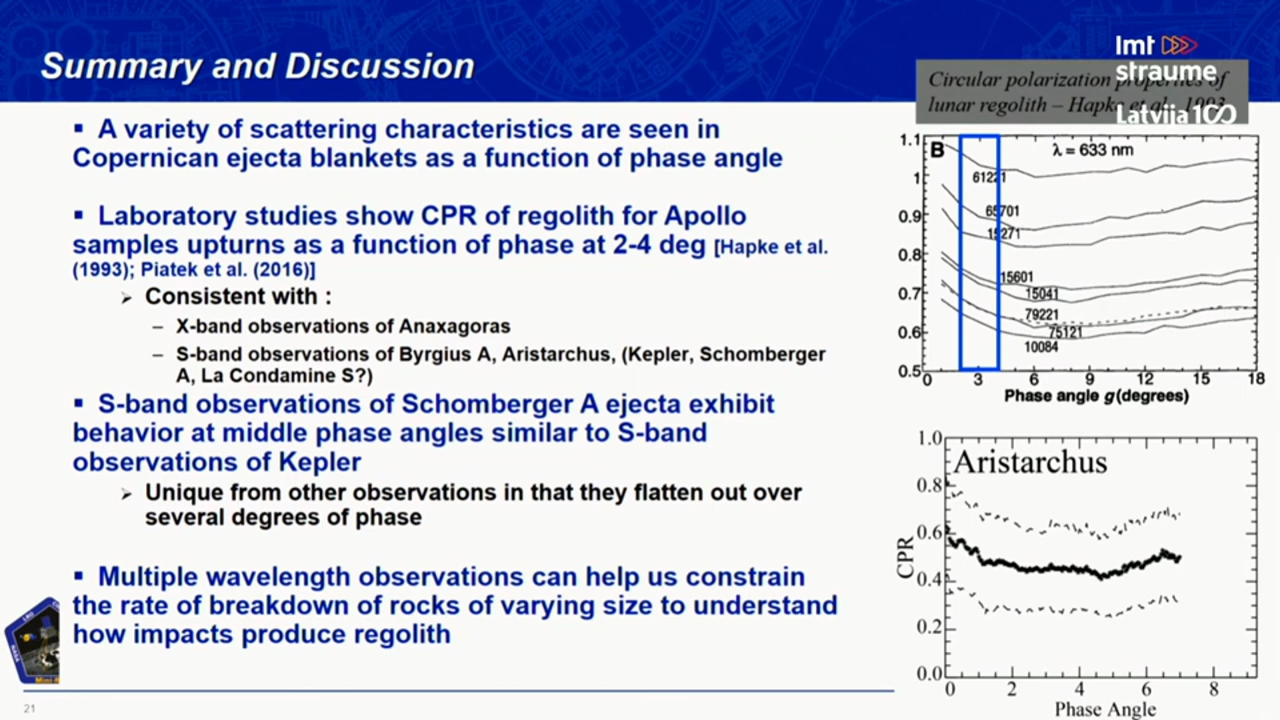 Summary and Discussion
lmt
straume
Latvija 100
Circular polarization properties of
lunar regolith – Hapke et al., 1993
▪ A variety of scattering characteristics are seen in
Copernican ejecta blankets as a function of phase angle
▪ Laboratory studies show CPR of regolith for Apollo
samples upturns as a function of phase at 2-4 deg [Hapke et al.
(1993); Piatek et al. (2016)]
➢ Consistent with :
– X-band observations of Anaxagoras
– S-band observations of Byrgius A, Aristarchus, (Kepler, Schomberger
A, La Condamine S?)
▪ S-band observations of Schomberger A ejecta exhibit
behavior at middle phase angles similar to S-band
observations of Kepler
➢ Unique from other observations in that they flatten out over
several degrees of phase
▪ Multiple wavelength observations can help us constrain
the rate of breakdown of rocks of varying size to understand
how impacts produce regolith
21
B
λ = 633 nm
1.1
1
0.9
0.8
0.7
0.6
0.5
61221
65701
15271
15601
15041
79221
75121
10084
0 3 6 9 12 15 18
Phase angle g (degrees)
Aristarchus
CPR
1.0
0.8
0.6
0.4
0.2
0.0
0 2 4 6 8
Phase Angle